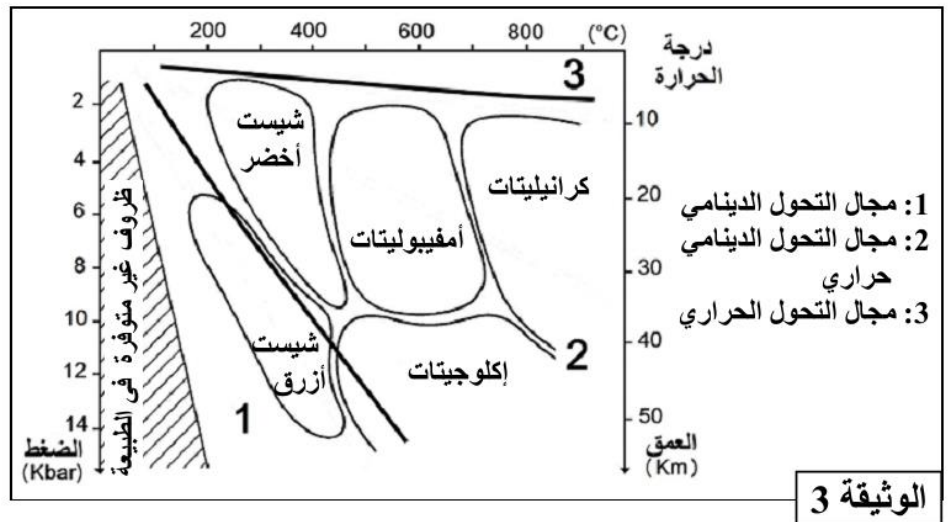 200 400 600 800 (°C)
درجة
الحرارة
3
2
4
6
8
10
12
14
الضغط
(Kbar)
ظروف غير متوفرة في الطبيعة
شيست
أخضر
أمفيبوليتات
كرانيليتات
شيست
أزرق
إكلوجيتات
1
2
10
20
30
40
50
العمق
(Km)
1: مجال التحول الدينامي
2: مجال التحول الدينامي
حراري
3: مجال التحول الحراري
الوثيقة 3